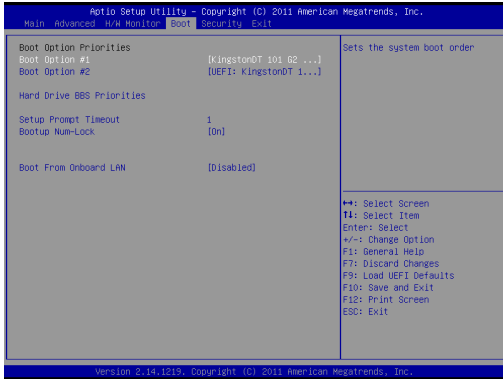 Aptio Setup Utility – Copyright (C) 2011 American Megatrends, Inc.
Main Advanced H/W Monitor Boot Security Exit
Boot Option Priorities
Boot Option #1 [KingstonDT 101 G2 ...]
Boot Option #2 [UEFI: KingstonDT 1...]
Hard Drive BBS Priorities
Setup Prompt Timeout 1
Bootup Num-Lock [On]
Boot From Onboard LAN [Disabled]
Sets the system boot order
↔: Select Screen
↑↓: Select Item
Enter: Select
+/-: Change Option
F1: General Help
F7: Discard Changes
F9: Load UEFI Defaults
F10: Save and Exit
F12: Print Screen
ESC: Exit
Version 2.14.1219. Copyright (C) 2011 American Megatrends, Inc.